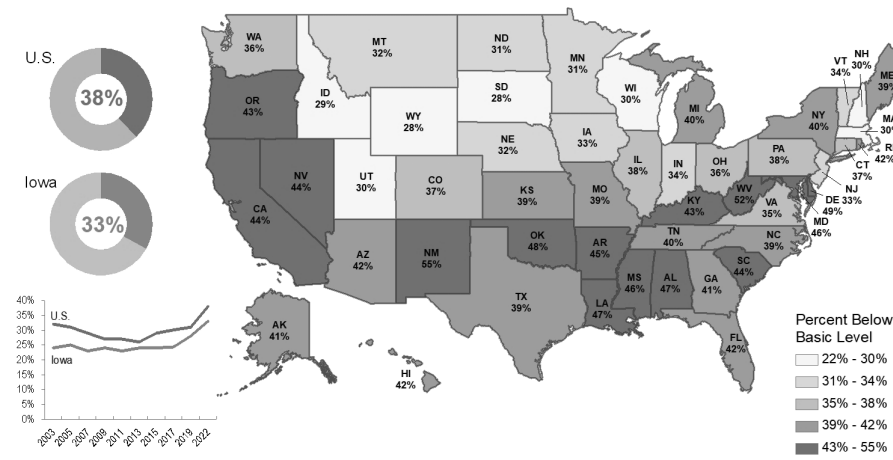 U.S.
38%
Iowa
33%
40%
35%
30%
25%
20%
15%
10%
5%
0%
U.S.
Iowa
2003
2005
2007
2009
2011
2013
2015
2017
2019
2022
WA
36%
MT
32%
ND
31%
MN
31%
VT
34%
NH
30%
ME
39%
OR
43%
ID
29%
SD
28%
WI
30%
MI
40%
NY
40%
MA
30%
WY
28%
NE
32%
IA
33%
IL
38%
IN
34%
OH
36%
PA
38%
RI
42%
CT
37%
NJ
33%
DE
49%
MD
46%
NV
44%
UT
30%
CO
37%
KS
39%
MO
39%
KY
43%
WV
52%
VA
35%
CA
44%
AZ
42%
NM
55%
OK
48%
AR
45%
TN
40%
NC
39%
SC
44%
MS
46%
AL
47%
GA
41%
TX
39%
LA
47%
FL
42%
AK
41%
HI
42%
Percent Below
Basic Level
22% - 30%
31% - 34%
35% - 38%
39% - 42%
43% - 55%